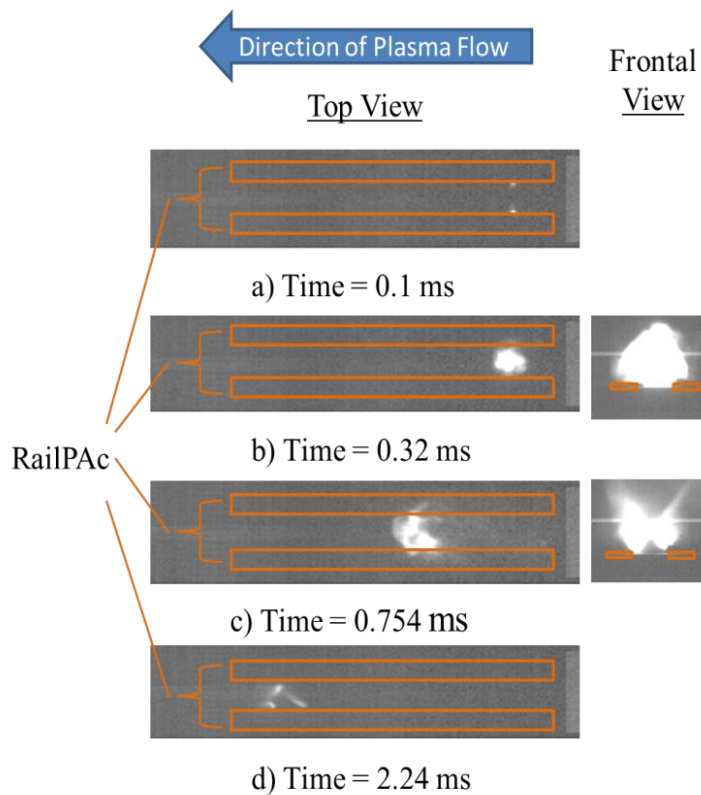 Direction of Plasma Flow
Frontal
View
Top View
a) Time = 0.1 ms
b) Time = 0.32 ms
RailPAc
c) Time = 0.754 ms
d) Time = 2.24 ms